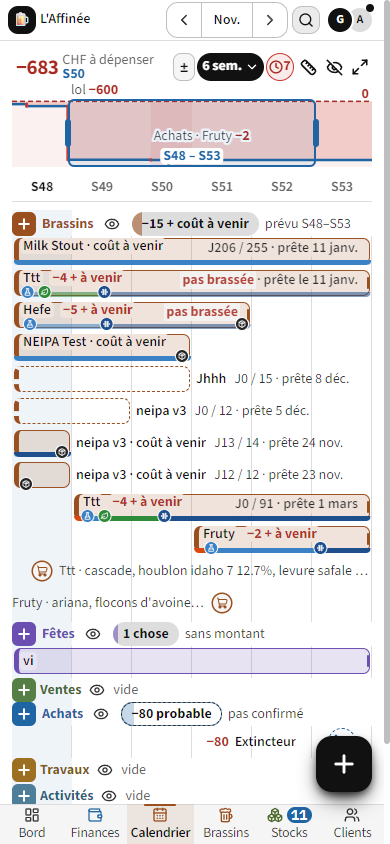 L'Affinée
Nov.
G
A
−683 CHF à dépenser
S50
± 6 sem. 7
lol −600
0
Achats · Fruty −2
S48 – S53
S48 S49 S50 S51 S52 S53
Brassins −15 + coût à venir prévu S48–S53
Milk Stout · coût à venir J206 / 255 · prête 11 janv.
Ttt −4 + à venir pas brassée · prête le 11 janv.
Hefe −5 + à venir pas brassée
NEIPA Test · coût à venir
Jhhh J0 / 15 · prête 8 déc.
neipa v3 J0 / 12 · prête 5 déc.
neipa v3 · coût à venir J13 / 14 · prête 24 nov.
neipa v3 · coût à venir J12 / 12 · prête 23 nov.
Ttt −4 + à venir J0 / 91 · prête 1 mars
Fruty −2 + à venir
Ttt · cascade, houblon idaho 7 12.7%, levure safale …
Fruty · ariana, flocons d'avoine…
Fêtes 1 chose sans montant
vi
Ventes vide
Achats −80 probable pas confirmé
−80 Extincteur
Travaux vide
Activités vide
Bord Finances Calendrier Brassins Stocks 11 Clients